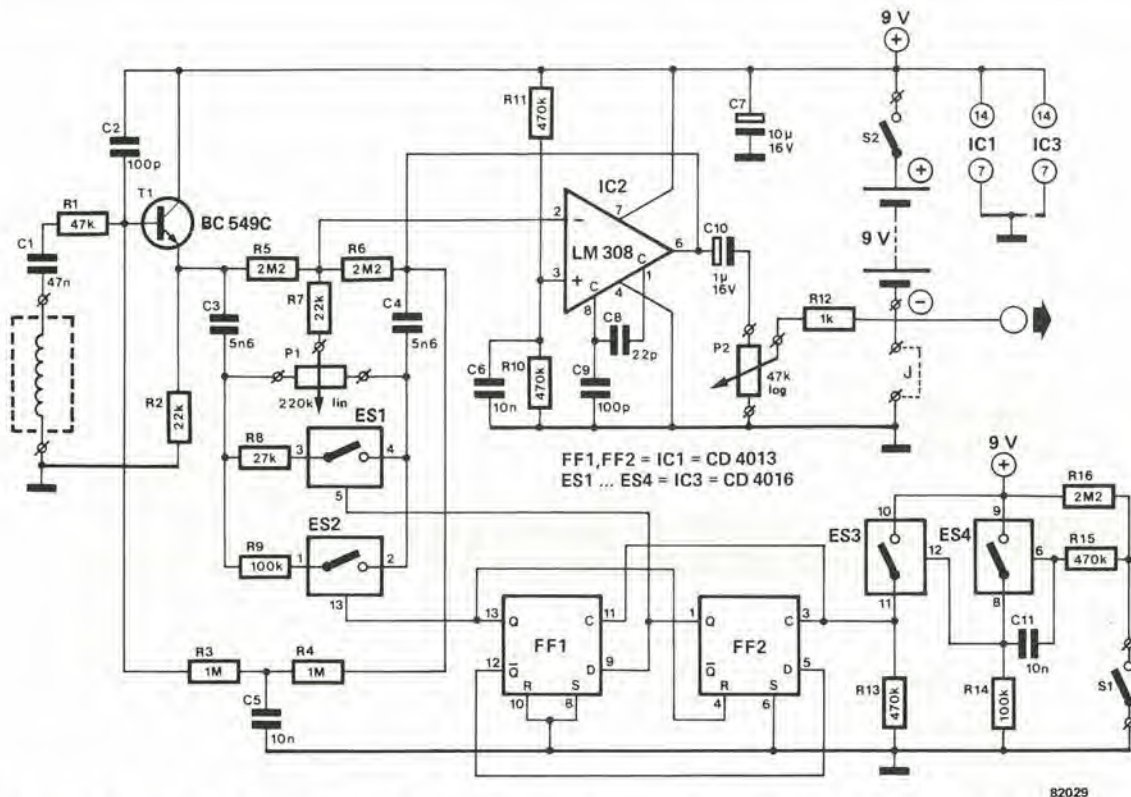 9 V
+
C2
100p
T1
BC 549C
R1
47k
C1
47n
R2
22k
R5
2M2
R6
2M2
R7
22k
C3
5n6
C4
5n6
P1
220k lin
ES1
R8
27k
3
4
5
ES2
R9
100k
1
2
13
R3
1M
R4
1M
C5
10n
R11
470k
IC2
LM 308
2
−
3
+
7
6
C
1
4
C
8
C8
22p
C9
100p
C6
10n
R10
470k
C10
1µ
16V
C7
10µ
16V
P2
47k
log
R12
1k
S2
+
9 V
−
J
14
IC1
7
14
IC3
7
FF1, FF2 = IC1 = CD 4013
ES1 ... ES4 = IC3 = CD 4016
13
Q
C
11
12
Q̅
D
9
FF1
R
S
10
8
1
Q
C
3
Q̅
D
5
FF2
R
S
4
6
9 V
+
ES3
10
12
11
ES4
9
6
8
R16
2M2
R15
470k
C11
10n
R13
470k
R14
100k
S1
82029